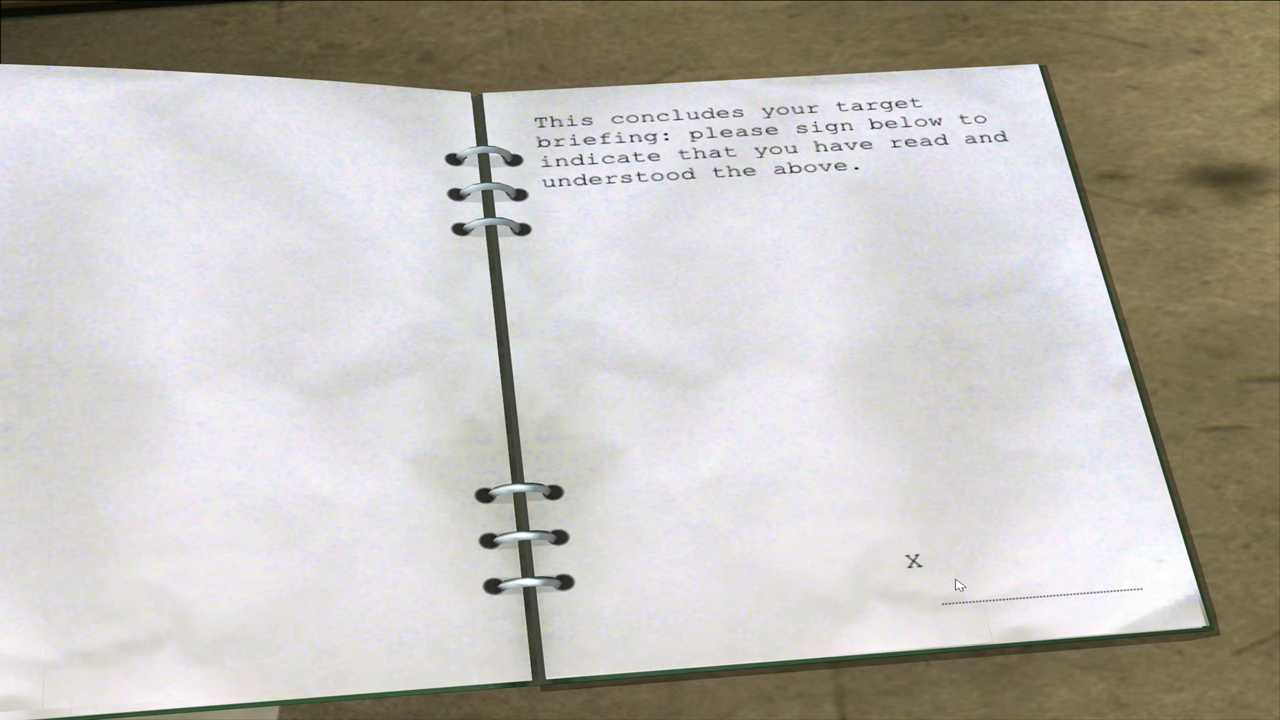 This concludes your target
briefing: please sign below to
indicate that you have read and
understood the above.
X